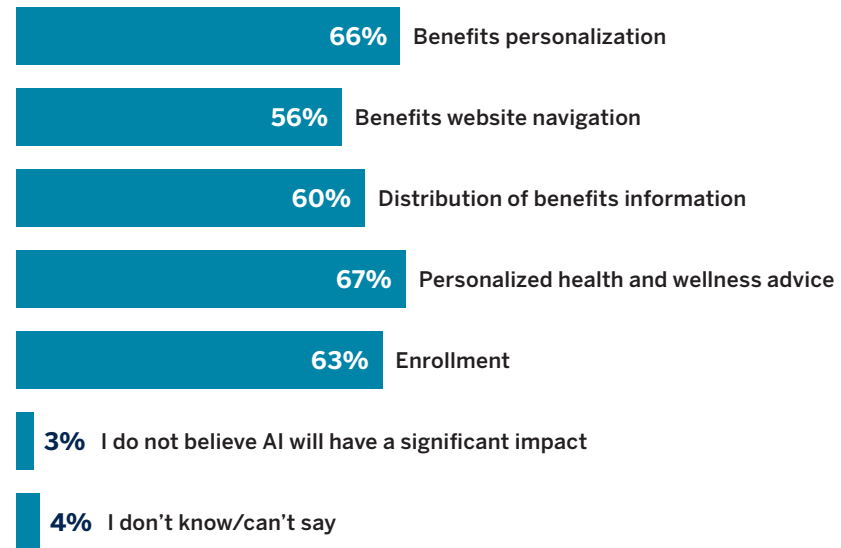 66% Benefits personalization
56% Benefits website navigation
60% Distribution of benefits information
67% Personalized health and wellness advice
63% Enrollment
3% I do not believe AI will have a significant impact
4% I don’t know/can’t say